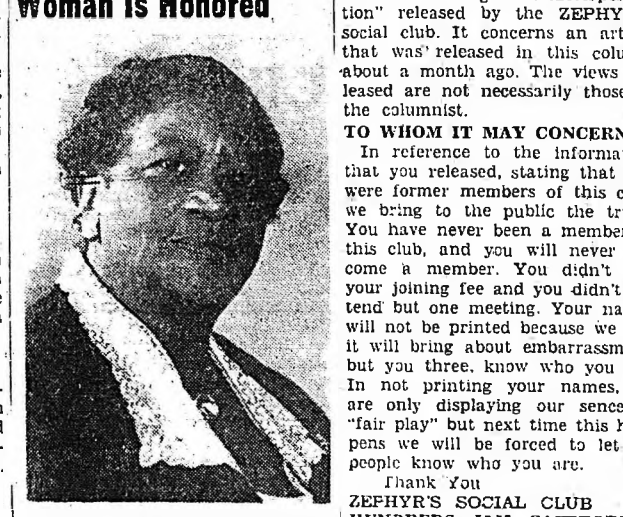 Woman Is Honored
tion" released by the ZEPHY
social club. It concerns an art
that was released in this colu
about a month ago. The views
leased are not necessarily those
the columnist.
TO WHOM IT MAY CONCERN
In reference to the informa
that you released, stating that
were former members of this c
we bring to the public the tr
You have never been a member
this club, and you will never
come a member. You didn't
your joining fee and you didn't
tend but one meeting. Your na
will not be printed because we
it will bring about embarrassm
but you three, know who you
In not printing your names,
are only displaying our sence
"fair play" but next time this h
pens we will be forced to let
people know who you are.
Thank You
ZEPHYR'S SOCIAL CLUB